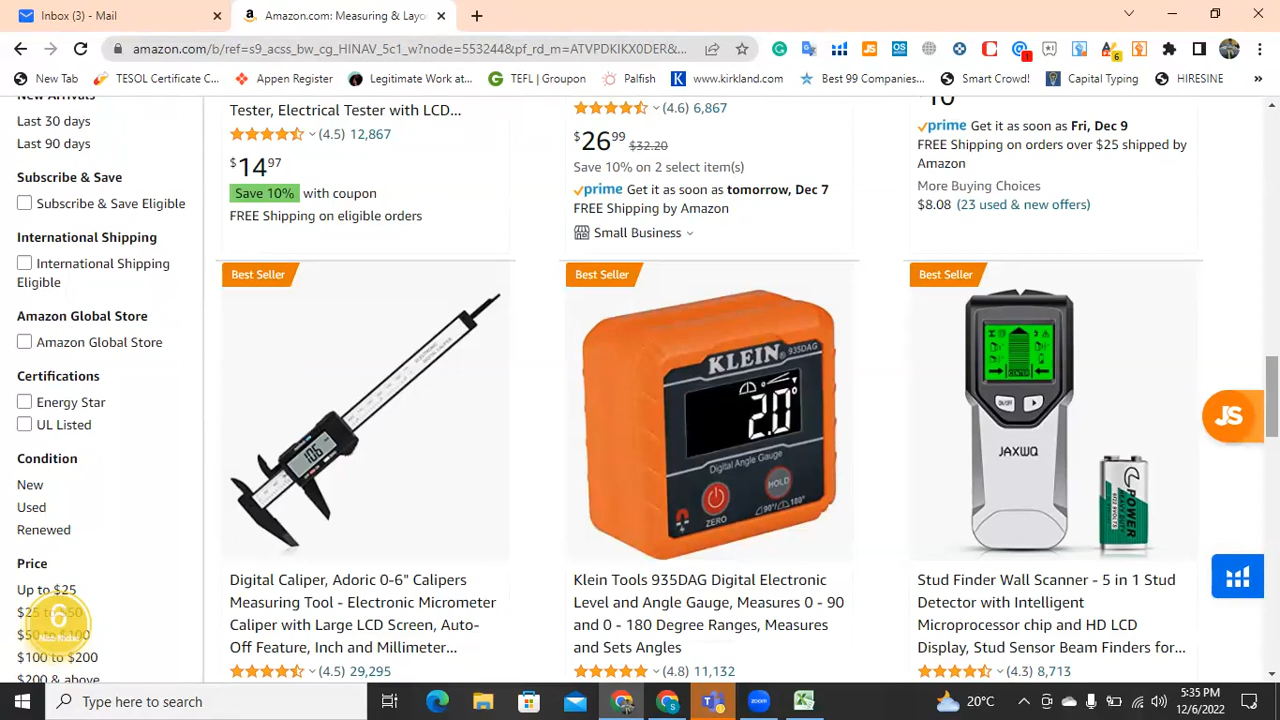 Inbox (3) - Mail
Amazon.com: Measuring & Layo
amazon.com/b/ref=s9_acss_bw_cg_HINAV_5c1_w?node=553244&pf_rd_m=ATVPDKIKX0DER&...
New Tab
TESOL Certificate C...
Appen Register
Legitimate Work at...
TEFL | Groupon
Palfish
www.kirkland.com
Best 99 Companies...
Smart Crowd!
Capital Typing
HIRESINE
New Arrivals
Last 30 days
Last 90 days
Subscribe & Save
Subscribe & Save Eligible
International Shipping
International Shipping
Eligible
Amazon Global Store
Amazon Global Store
Certifications
Energy Star
UL Listed
Condition
New
Used
Renewed
Price
Up to $25
$25 to $50
$50 to $100
$100 to $200
$200 & above
6
Tester, Electrical Tester with LCD...
(4.5) 12,867
$14 97
Save 10% with coupon
FREE Shipping on eligible orders
(4.6) 6,867
$26 99 $32.20
Save 10% on 2 select item(s)
prime Get it as soon as tomorrow, Dec 7
FREE Shipping by Amazon
Small Business
10
prime Get it as soon as Fri, Dec 9
FREE Shipping on orders over $25 shipped by
Amazon
More Buying Choices
$8.08 (23 used & new offers)
Best Seller
Digital Caliper, Adoric 0-6" Calipers
Measuring Tool - Electronic Micrometer
Caliper with Large LCD Screen, Auto-
Off Feature, Inch and Millimeter...
(4.5) 29,295
Best Seller
KLEIN 935DAG
2.0°
Digital Angle Gauge
HOLD
ZERO
90° 180°
Klein Tools 935DAG Digital Electronic
Level and Angle Gauge, Measures 0 - 90
and 0 - 180 Degree Ranges, Measures
and Sets Angles
(4.8) 11,132
Best Seller
ON/OFF
JAXWQ
POWER
Stud Finder Wall Scanner - 5 in 1 Stud
Detector with Intelligent
Microprocessor chip and HD LCD
Display, Stud Sensor Beam Finders for...
(4.3) 8,713
JS
Type here to search
20°C
5:35 PM
12/6/2022